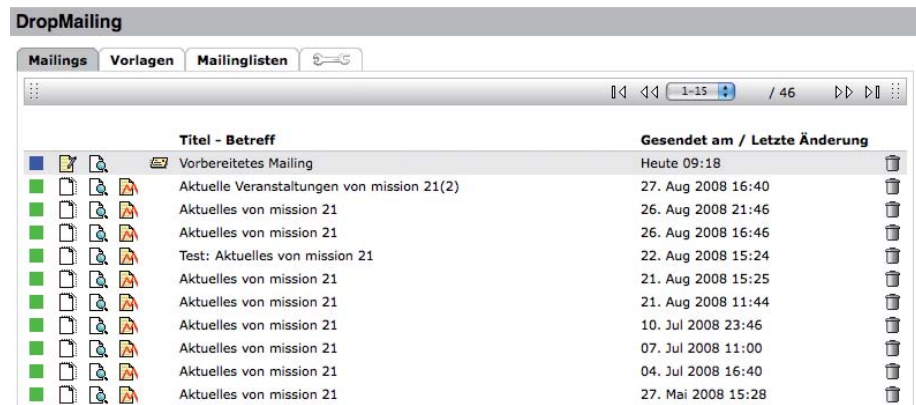 DropMailing
Mailings Vorlagen Mailinglisten
1-15 / 46
Titel - Betreff Gesendet am / Letzte Änderung
Vorbereitetes Mailing Heute 09:18
Aktuelle Veranstaltungen von mission 21(2) 27. Aug 2008 16:40
Aktuelles von mission 21 26. Aug 2008 21:46
Aktuelles von mission 21 26. Aug 2008 16:46
Test: Aktuelles von mission 21 22. Aug 2008 15:24
Aktuelles von mission 21 21. Aug 2008 15:25
Aktuelles von mission 21 21. Aug 2008 11:44
Aktuelles von mission 21 10. Jul 2008 23:46
Aktuelles von mission 21 07. Jul 2008 11:00
Aktuelles von mission 21 04. Jul 2008 16:40
Aktuelles von mission 21 27. Mai 2008 15:28